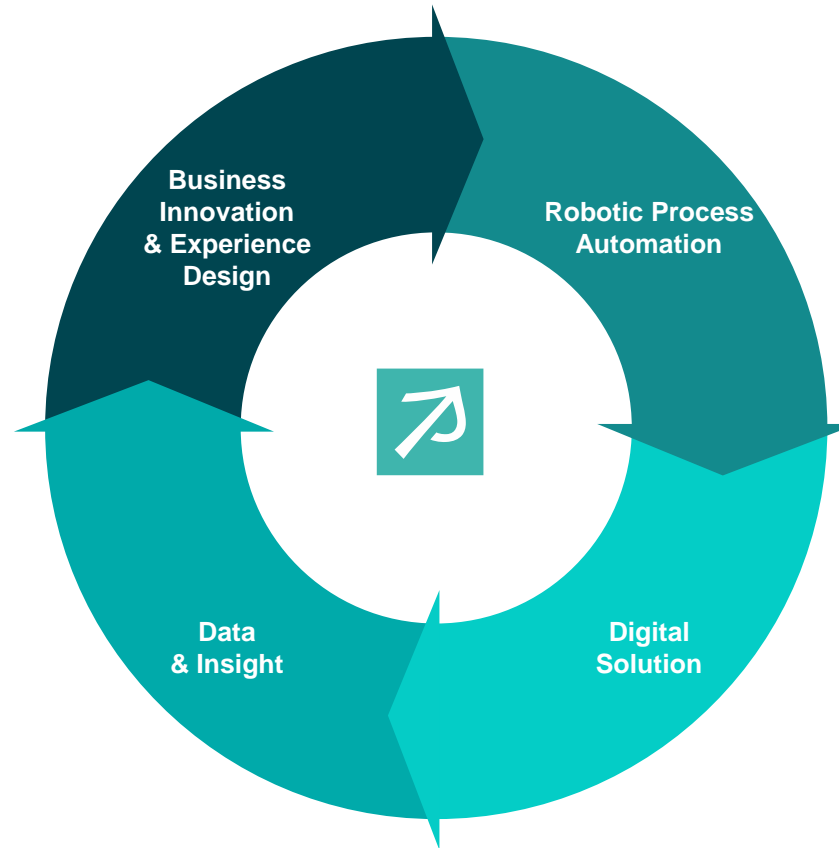 Business
Innovation
& Experience
Design
Robotic Process
Automation
Digital
Solution
Data
& Insight